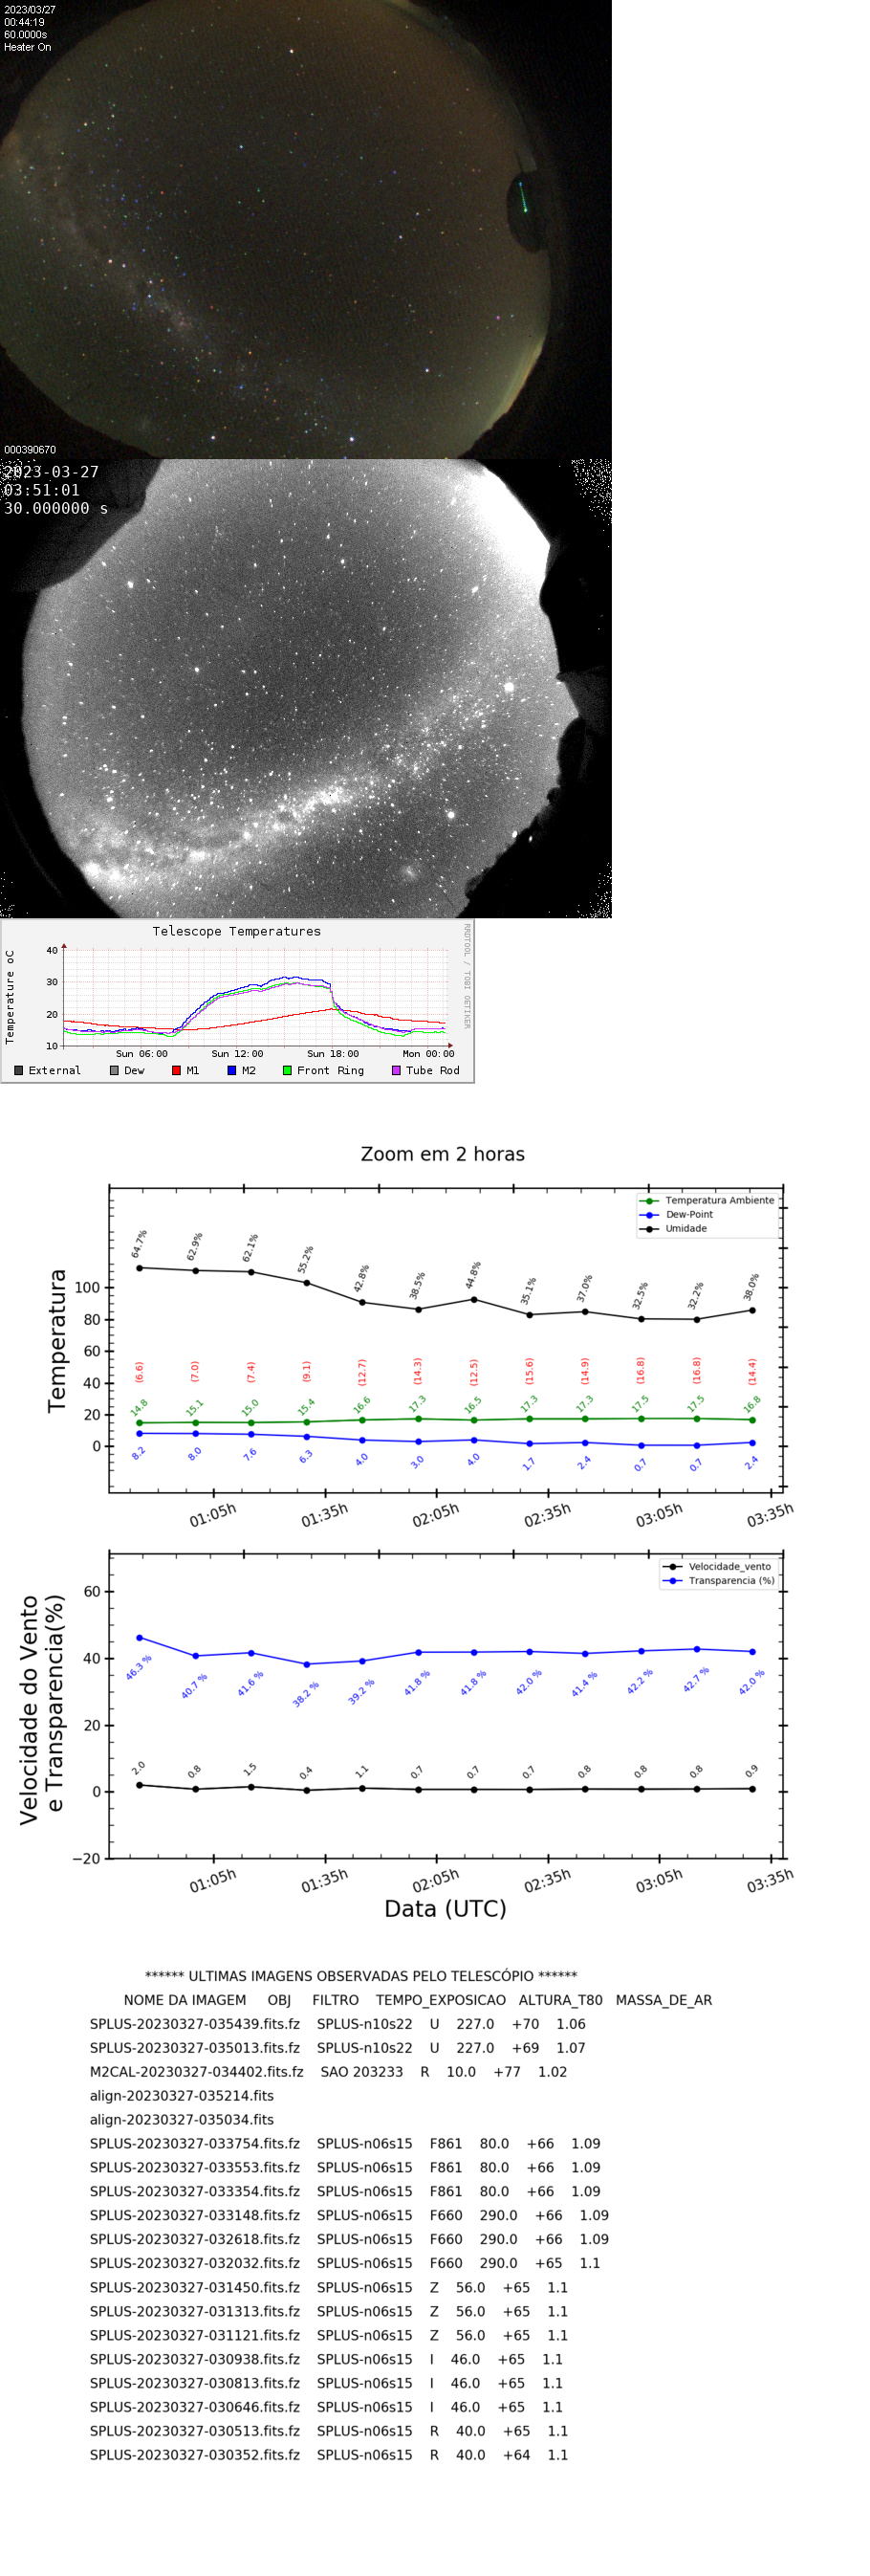 2023/03/27
00:44:19
60.0000s
Heater On
000390670
2023-03-27
03:51:01
30.000000 s
Telescope Temperatures
Temperature oC
40
30
20
10
Sun 06:00 Sun 12:00 Sun 18:00 Mon 00:00
External Dew M1 M2 Front Ring Tube Rod
RRDTOOL / TOBI OETIKER
Zoom em 2 horas
Temperatura
Temperatura Ambiente
Dew-Point
Umidade
100
80
60
40
20
0
64.7% 62.9% 62.1% 55.2% 42.8% 38.5% 44.8% 35.1% 37.0% 32.5% 32.2% 38.0%
(6.6) (7.0) (7.4) (9.1) (12.7) (14.3) (12.5) (15.6) (14.9) (16.8) (16.8) (14.4)
14.8 15.1 15.0 15.4 16.6 17.3 16.5 17.3 17.3 17.5 17.5 16.8
8.2 8.0 7.6 6.3 4.0 3.0 4.0 1.7 2.4 0.7 0.7 2.4
01:05h 01:35h 02:05h 02:35h 03:05h 03:35h
Velocidade do Vento
e Transparencia(%)
Velocidade_vento
Transparencia (%)
60
40
20
0
−20
46.3 % 40.7 % 41.6 % 38.2 % 39.2 % 41.8 % 41.8 % 42.0 % 41.4 % 42.2 % 42.7 % 42.0 %
2.0 0.8 1.5 0.4 1.1 0.7 0.7 0.7 0.8 0.8 0.8 0.9
01:05h 01:35h 02:05h 02:35h 03:05h 03:35h
Data (UTC)
****** ULTIMAS IMAGENS OBSERVADAS PELO TELESCÓPIO ******
NOME DA IMAGEM OBJ FILTRO TEMPO_EXPOSICAO ALTURA_T80 MASSA_DE_AR
SPLUS-20230327-035439.fits.fz SPLUS-n10s22 U 227.0 +70 1.06
SPLUS-20230327-035013.fits.fz SPLUS-n10s22 U 227.0 +69 1.07
M2CAL-20230327-034402.fits.fz SAO 203233 R 10.0 +77 1.02
align-20230327-035214.fits
align-20230327-035034.fits
SPLUS-20230327-033754.fits.fz SPLUS-n06s15 F861 80.0 +66 1.09
SPLUS-20230327-033553.fits.fz SPLUS-n06s15 F861 80.0 +66 1.09
SPLUS-20230327-033354.fits.fz SPLUS-n06s15 F861 80.0 +66 1.09
SPLUS-20230327-033148.fits.fz SPLUS-n06s15 F660 290.0 +66 1.09
SPLUS-20230327-032618.fits.fz SPLUS-n06s15 F660 290.0 +66 1.09
SPLUS-20230327-032032.fits.fz SPLUS-n06s15 F660 290.0 +65 1.1
SPLUS-20230327-031450.fits.fz SPLUS-n06s15 Z 56.0 +65 1.1
SPLUS-20230327-031313.fits.fz SPLUS-n06s15 Z 56.0 +65 1.1
SPLUS-20230327-031121.fits.fz SPLUS-n06s15 Z 56.0 +65 1.1
SPLUS-20230327-030938.fits.fz SPLUS-n06s15 I 46.0 +65 1.1
SPLUS-20230327-030813.fits.fz SPLUS-n06s15 I 46.0 +65 1.1
SPLUS-20230327-030646.fits.fz SPLUS-n06s15 I 46.0 +65 1.1
SPLUS-20230327-030513.fits.fz SPLUS-n06s15 R 40.0 +65 1.1
SPLUS-20230327-030352.fits.fz SPLUS-n06s15 R 40.0 +64 1.1